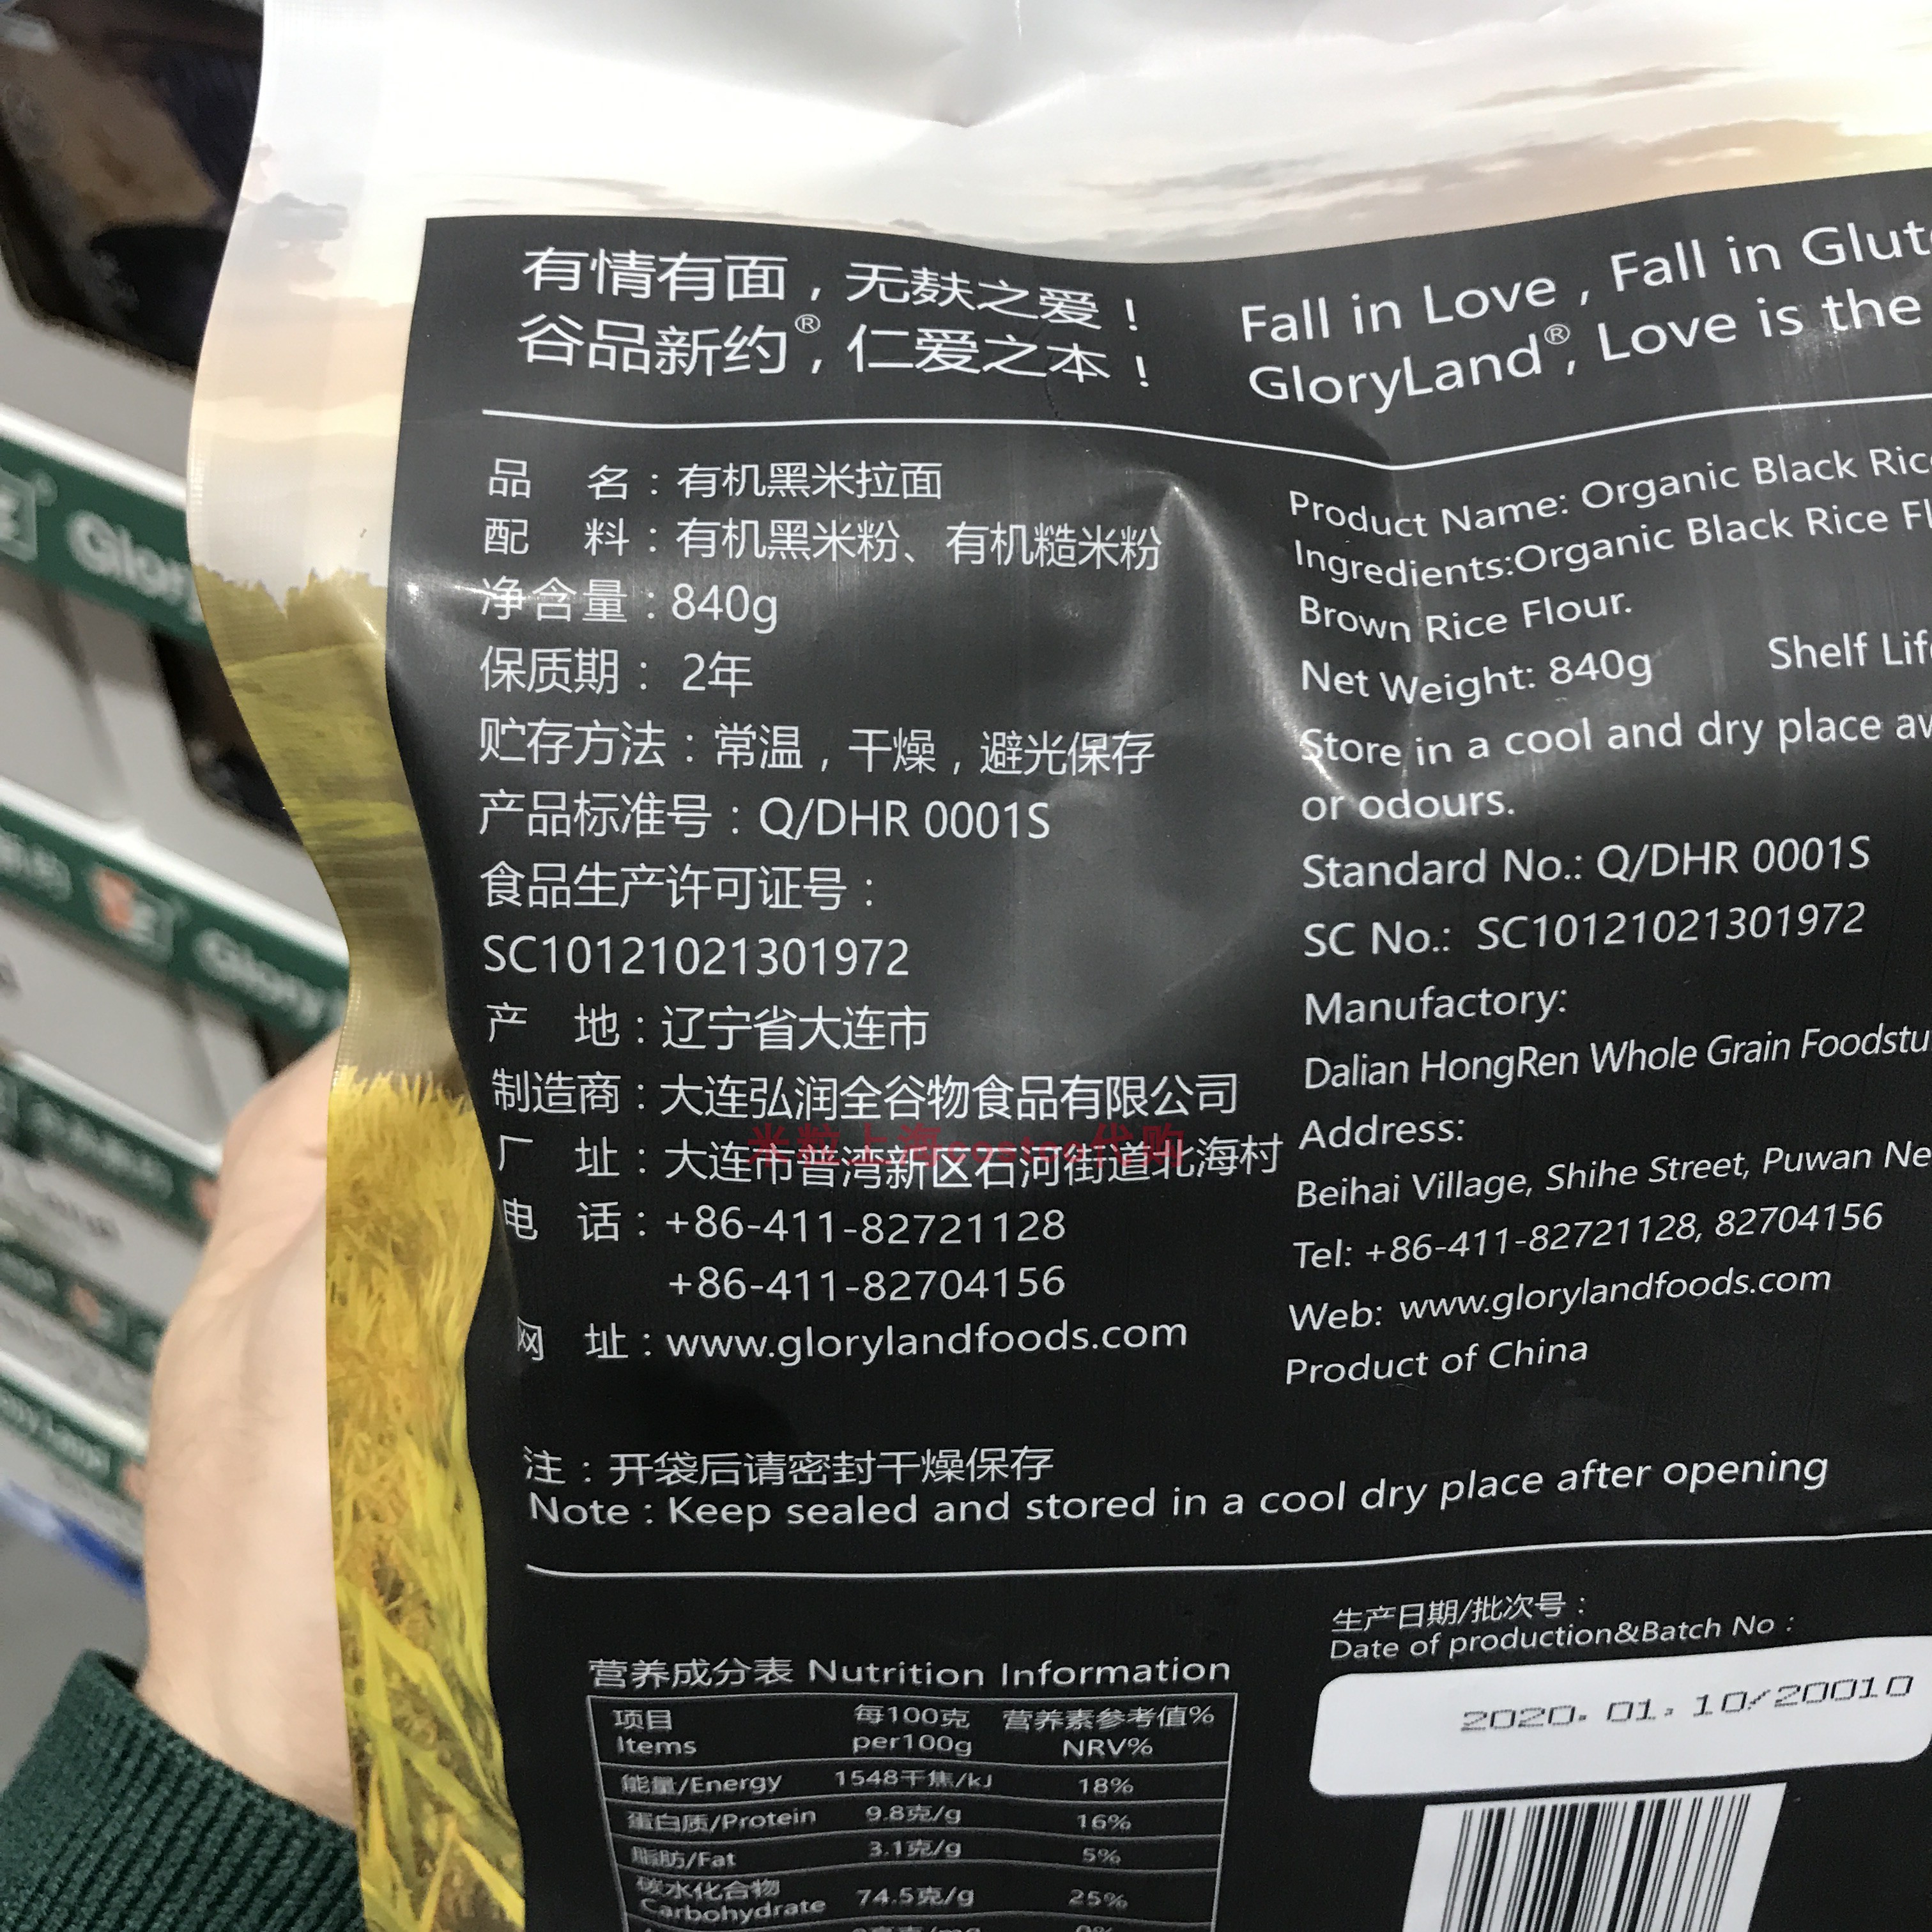 有情有面，无麸之爱！
谷品新约®，仁爱之本！
Fall in Love , Fall in
GloryLand®, Love is the
品 名：有机黑米拉面
配 料：有机黑米粉、有机糙米粉
净含量：840g
保质期： 2年
贮存方法：常温，干燥，避光保存
产品标准号：Q/DHR 0001S
食品生产许可证号：
SC10121021301972
产 地：辽宁省大连市
制造商：大连弘润全谷物食品有限公司
厂 址：大连市普湾新区石河街道北海村
电 话：+86-411-82721128
+86-411-82704156
网 址：www.glorylandfoods.com
Product Name: Organic Black
Ingredients:Organic Black Rice
Brown Rice Flour.
Net Weight: 840g Shelf
Store in a cool and dry place
or odours.
Standard No.: Q/DHR 0001S
SC No.: SC10121021301972
Manufactory:
Dalian HongRen Whole Grain
Address:
Beihai Village, Shihe Street, Puwan
Tel: +86-411-82721128, 82704156
Web: www.glorylandfoods.com
Product of China
米粒上海costco代购
注：开袋后请密封干燥保存
Note : Keep sealed and stored in a cool dry place after opening
生产日期/批次号：
Date of production&Batch No :
2020. 01. 10/20010
营养成分表 Nutrition Information
项目 每100克 营养素参考值%
Items per100g NRV%
能量/Energy 1548千焦/kJ 18%
蛋白质/Protein 9.8克/g 16%
脂肪/Fat 3.1克/g 5%
碳水化合物
Carbohydrate 74.5克/g 25%
Glory
Glory